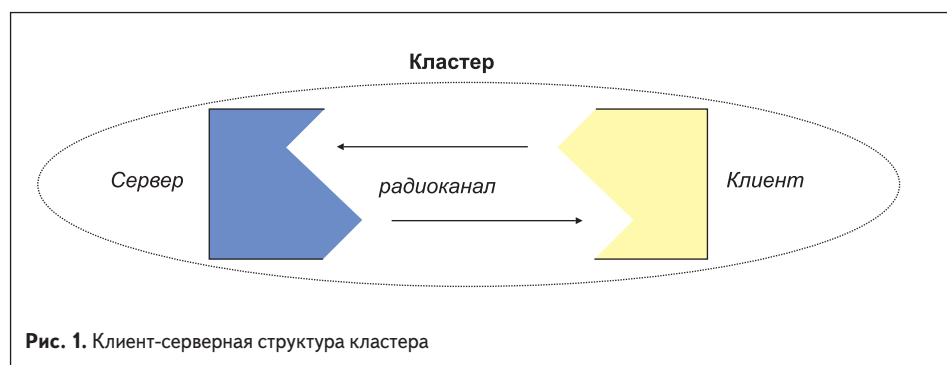 Кластер
Сервер
радиоканал
Клиент
Рис. 1. Клиент-серверная структура кластера